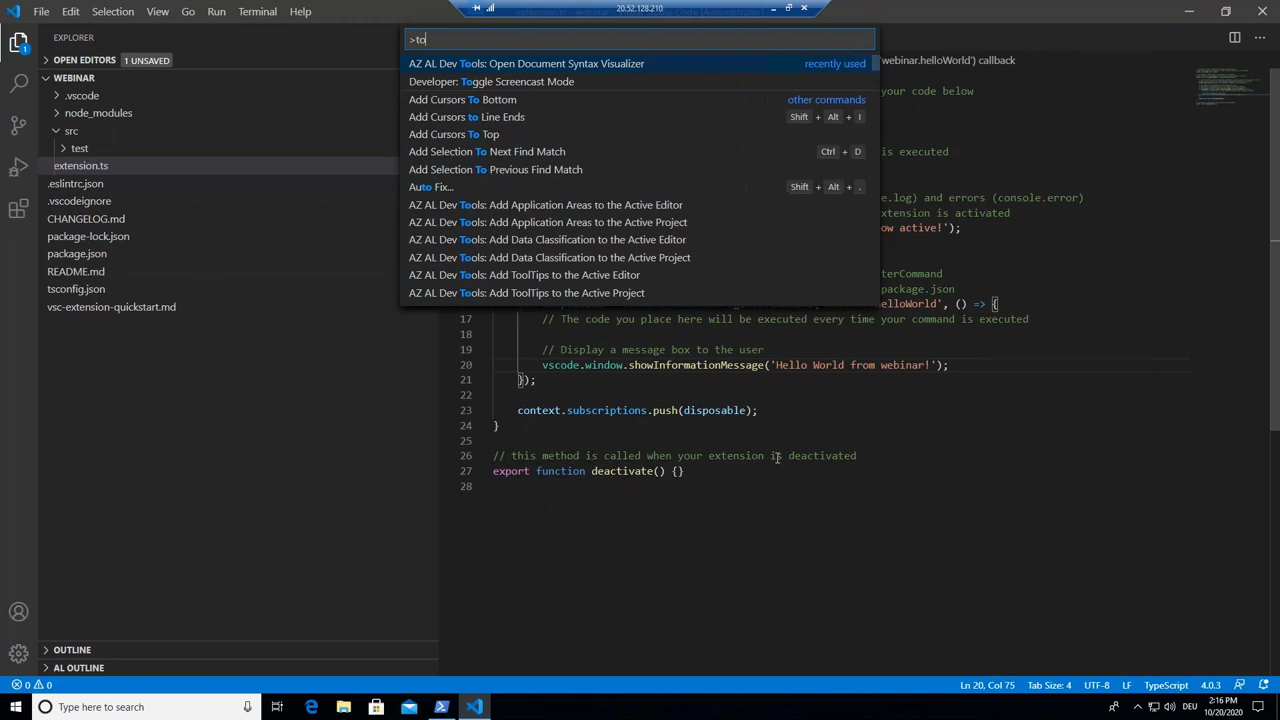 File Edit Selection View Go Run Terminal Help
20.52.128.210
EXPLORER
OPEN EDITORS 1 UNSAVED
WEBINAR
.vscode
node_modules
src
test
extension.ts
.eslintrc.json
.vscodeignore
CHANGELOG.md
package-lock.json
package.json
README.md
tsconfig.json
vsc-extension-quickstart.md
OUTLINE
AL OUTLINE
1
>to
AZ AL Dev Tools: Open Document Syntax Visualizer recently used
Developer: Toggle Screencast Mode
Add Cursors To Bottom other commands
Add Cursors to Line Ends Shift + Alt + I
Add Cursors To Top
Add Selection To Next Find Match Ctrl + D
Add Selection To Previous Find Match
Auto Fix... Shift + Alt + .
AZ AL Dev Tools: Add Application Areas to the Active Editor
AZ AL Dev Tools: Add Application Areas to the Active Project
AZ AL Dev Tools: Add Data Classification to the Active Editor
AZ AL Dev Tools: Add Data Classification to the Active Project
AZ AL Dev Tools: Add ToolTips to the Active Editor
AZ AL Dev Tools: Add ToolTips to the Active Project
webinar.helloWorld') callback
your code below
is executed
console.log) and errors (console.error)
extension is activated
ow active!');
terCommand
package.json
elloWorld', () => {
17 // The code you place here will be executed every time your command is executed
18
19 // Display a message box to the user
20 vscode.window.showInformationMessage('Hello World from webinar!');
21 });
22
23 context.subscriptions.push(disposable);
24 }
25
26 // this method is called when your extension is deactivated
27 export function deactivate() {}
28
0 0 Ln 20, Col 75 Tab Size: 4 UTF-8 LF TypeScript 4.0.3
Type here to search
DEU
2:16 PM
10/20/2020